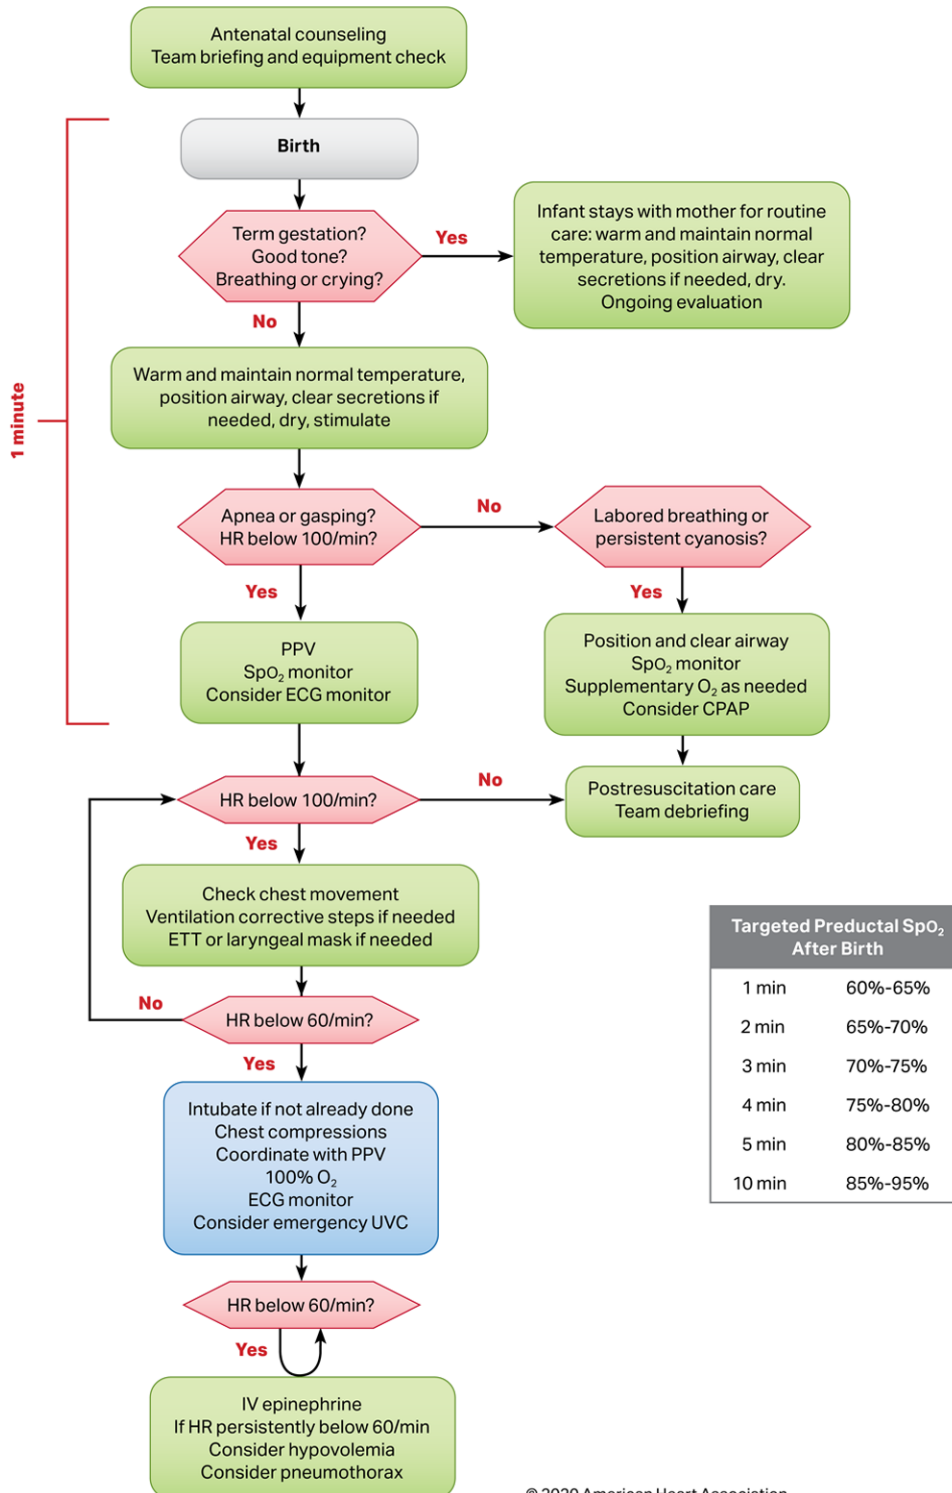 Antenatal counseling
Team briefing and equipment check
Birth
Term gestation?
Good tone?
Breathing or crying?
Yes
Infant stays with mother for routine
care: warm and maintain normal
temperature, position airway, clear
secretions if needed, dry.
Ongoing evaluation
No
1 minute
Warm and maintain normal temperature,
position airway, clear secretions if
needed, dry, stimulate
Apnea or gasping?
HR below 100/min?
No
Labored breathing or
persistent cyanosis?
Yes
Yes
PPV
SpO₂ monitor
Consider ECG monitor
Position and clear airway
SpO₂ monitor
Supplementary O₂ as needed
Consider CPAP
HR below 100/min?
No
Postresuscitation care
Team debriefing
Yes
Check chest movement
Ventilation corrective steps if needed
ETT or laryngeal mask if needed
No
HR below 60/min?
Yes
Intubate if not already done
Chest compressions
Coordinate with PPV
100% O₂
ECG monitor
Consider emergency UVC
HR below 60/min?
Yes
IV epinephrine
If HR persistently below 60/min
Consider hypovolemia
Consider pneumothorax
Targeted Preductal SpO₂
After Birth
1 min 60%-65%
2 min 65%-70%
3 min 70%-75%
4 min 75%-80%
5 min 80%-85%
10 min 85%-95%
© 2020 American Heart Association